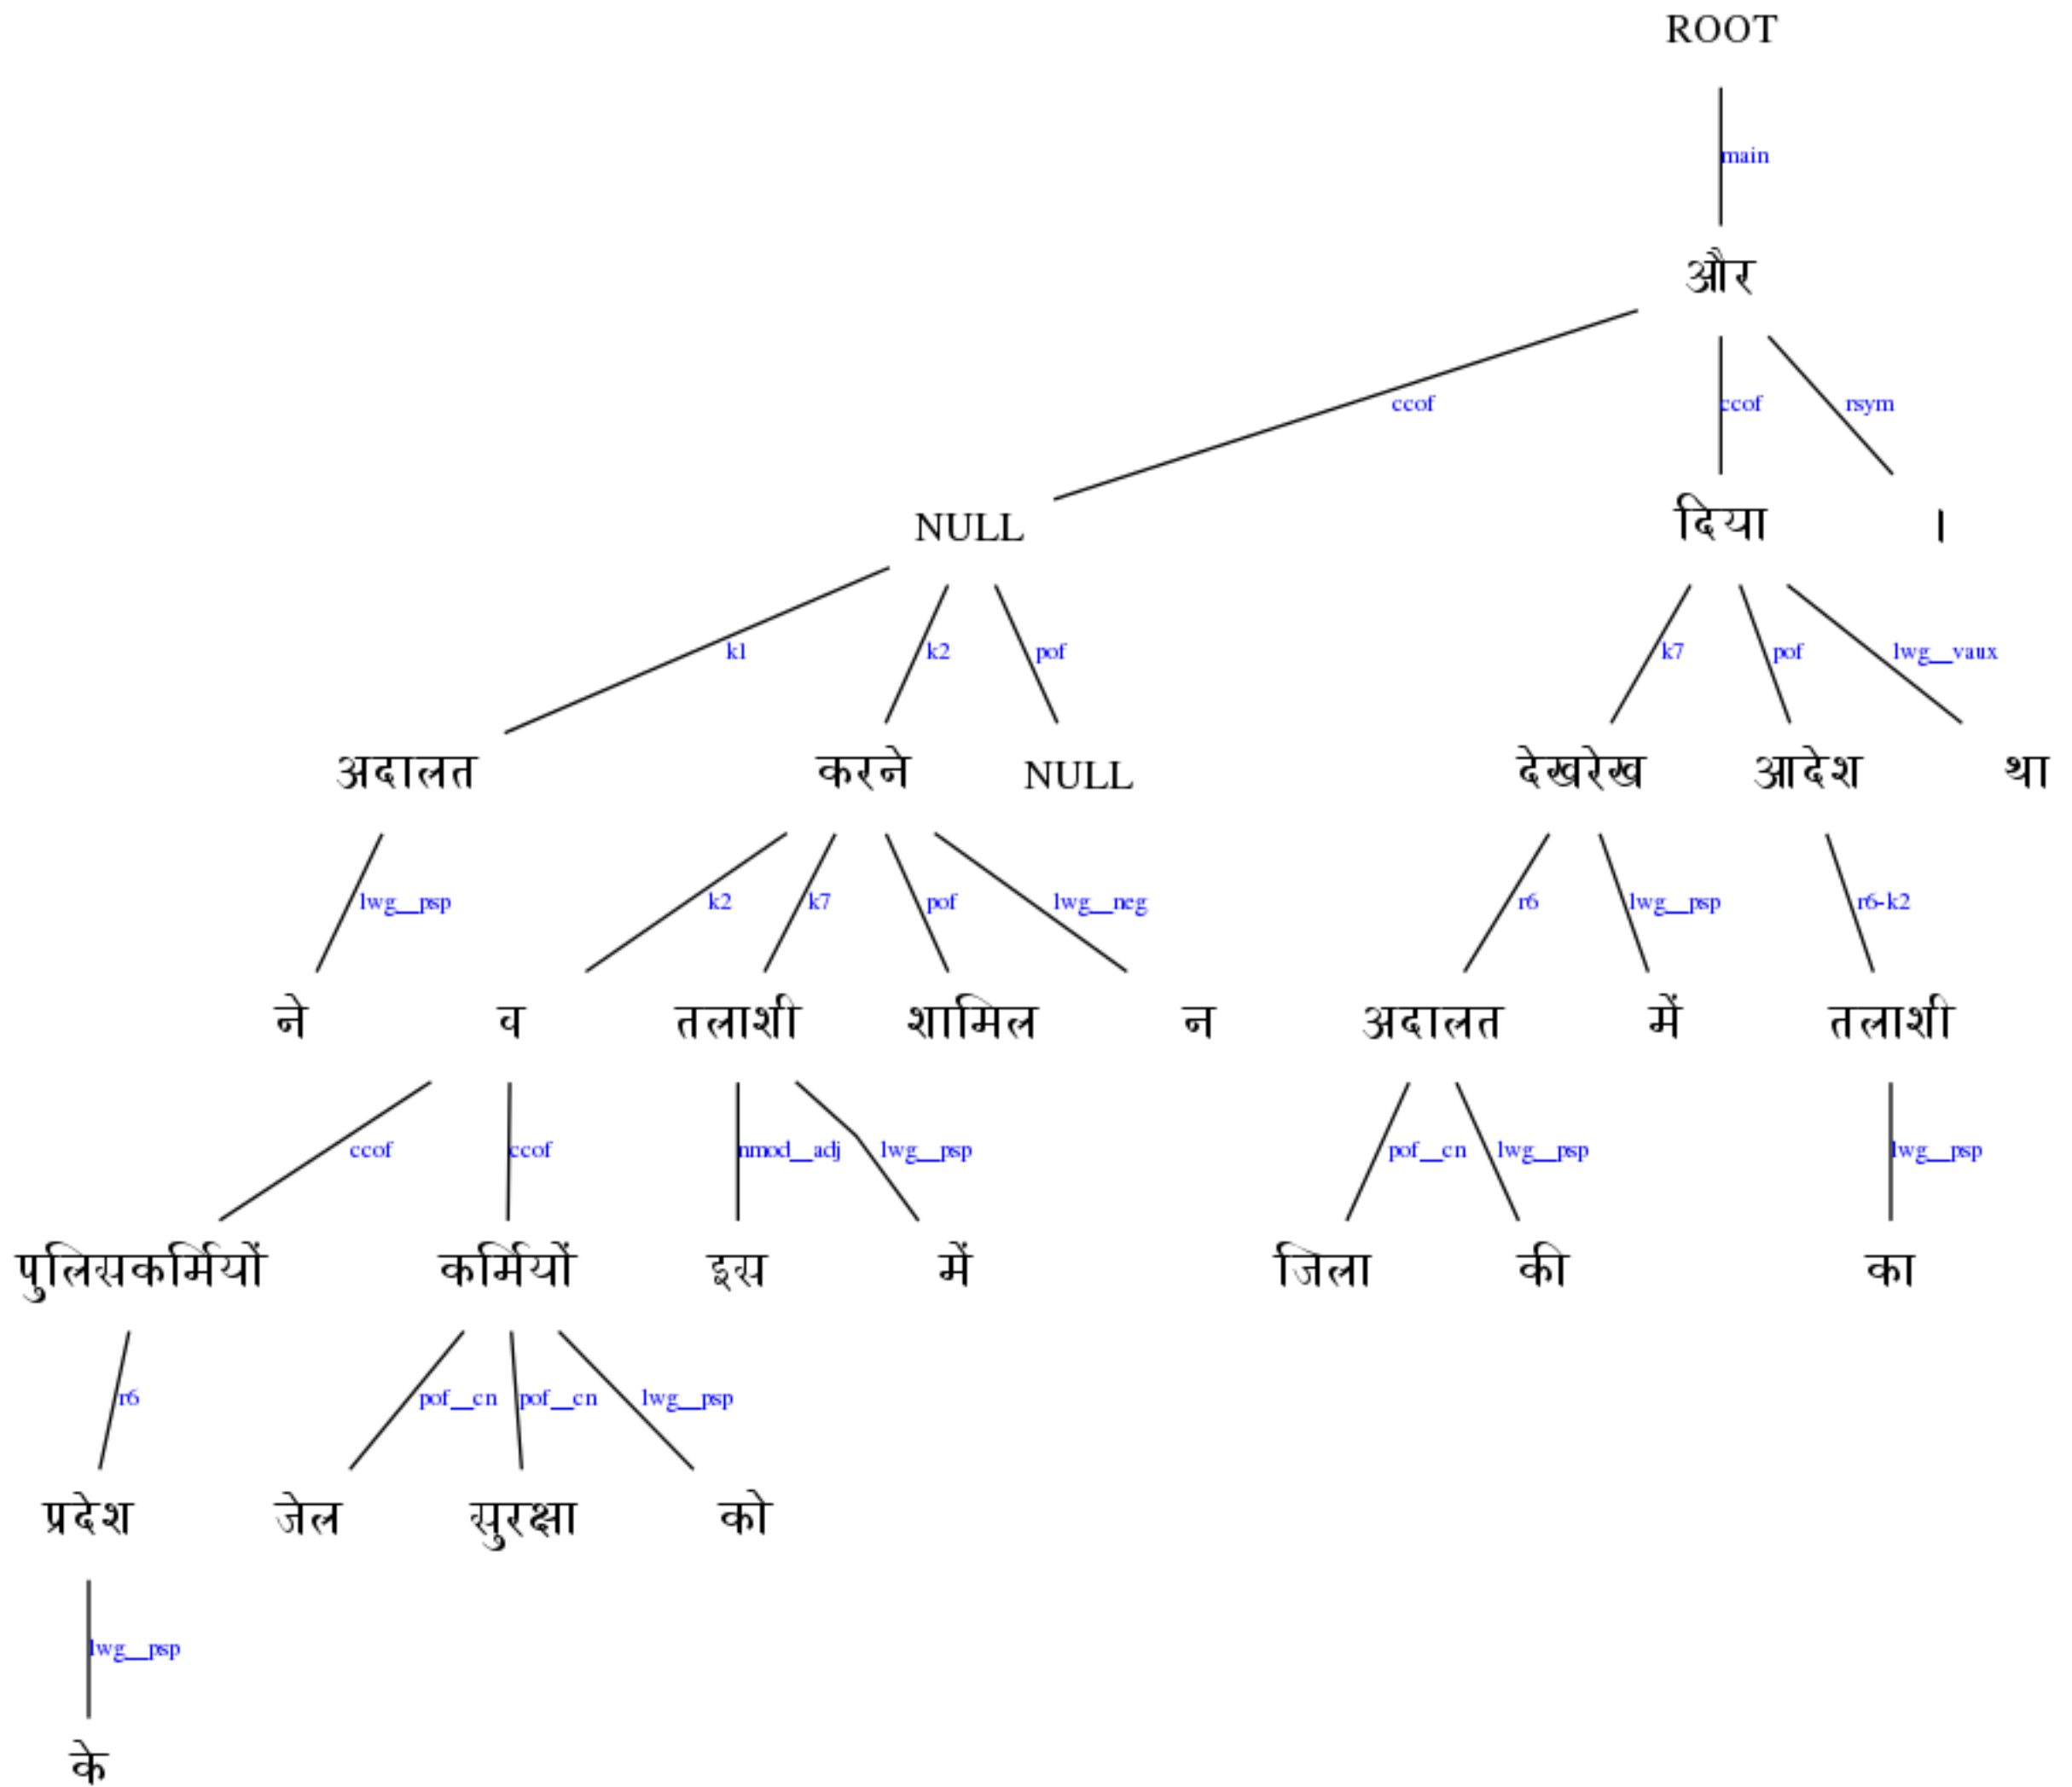 ROOT
main
और
ccof ccof rsym
NULL दिया ।
k1 k2 pof k7 pof lwg__vaux
अदालत करने NULL देखरेख आदेश था
lwg__psp k2 k7 pof lwg__neg r6 lwg__psp r6-k2
ने व तलाशी शामिल न अदालत में तलाशी
ccof ccof nmod__adj lwg__psp pof__cn lwg__psp lwg__psp
पुलिसकर्मियों कर्मियों इस में जिला की का
r6 pof__cn pof__cn lwg__psp
प्रदेश जेल सुरक्षा को
lwg__psp
के